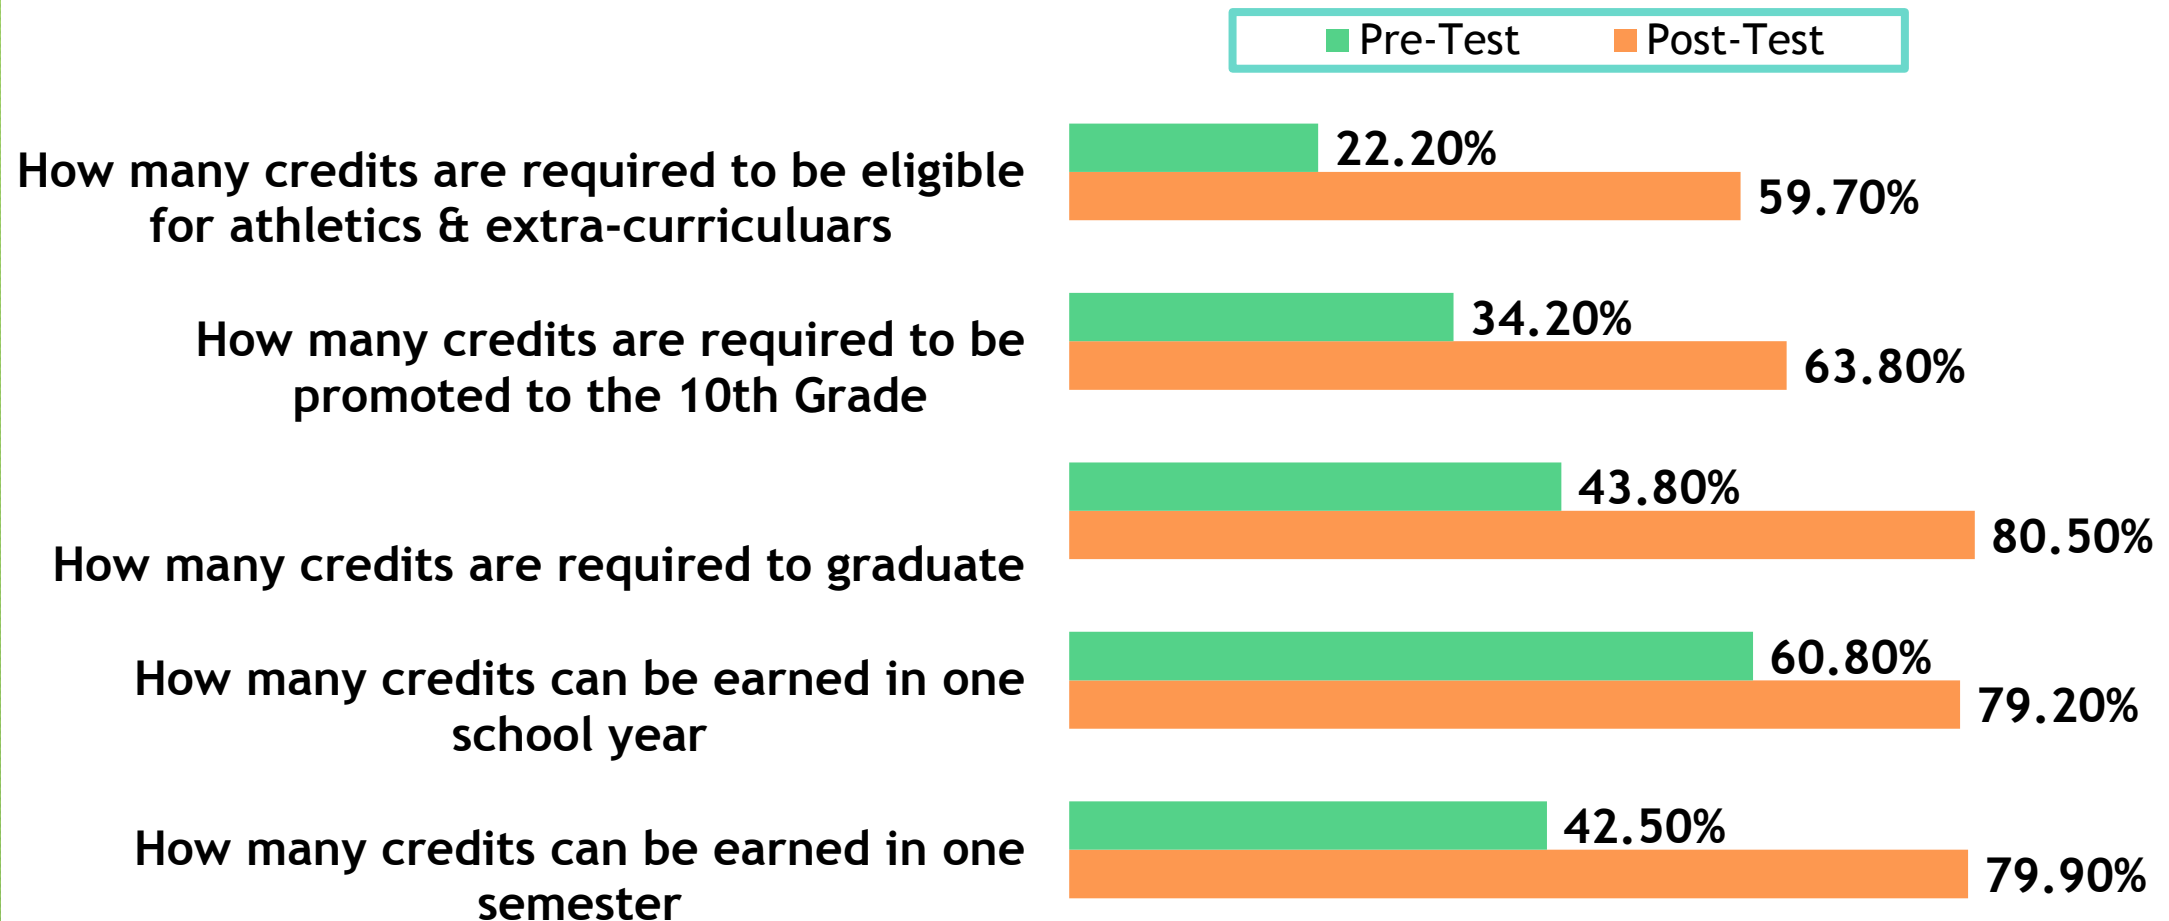 Pre-Test Post-Test
How many credits are required to be eligible
for athletics & extra-curriculuars
22.20%
59.70%
How many credits are required to be
promoted to the 10th Grade
34.20%
63.80%
How many credits are required to graduate
43.80%
80.50%
How many credits can be earned in one
school year
60.80%
79.20%
How many credits can be earned in one
semester
42.50%
79.90%